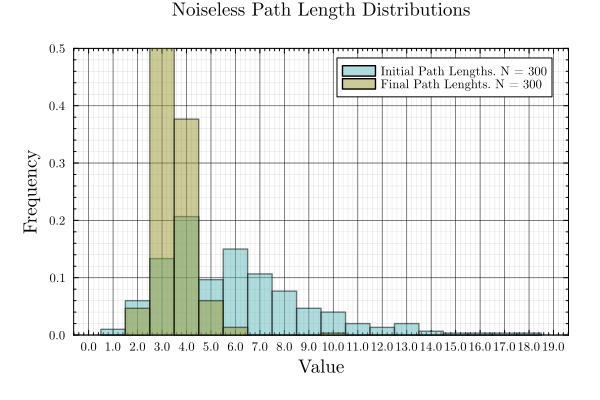 Noiseless Path Length Distributions
0.5
Initial Path Lengths. N = 300
Final Path Lenghts. N = 300
0.4
0.3
Frequency
0.2
0.1
0.0
0.0 1.0 2.0 3.0 4.0 5.0 6.0 7.0 8.0 9.0 10.0 11.0 12.0 13.0 14.0 15.0 16.0 17.0 18.0 19.0
Value